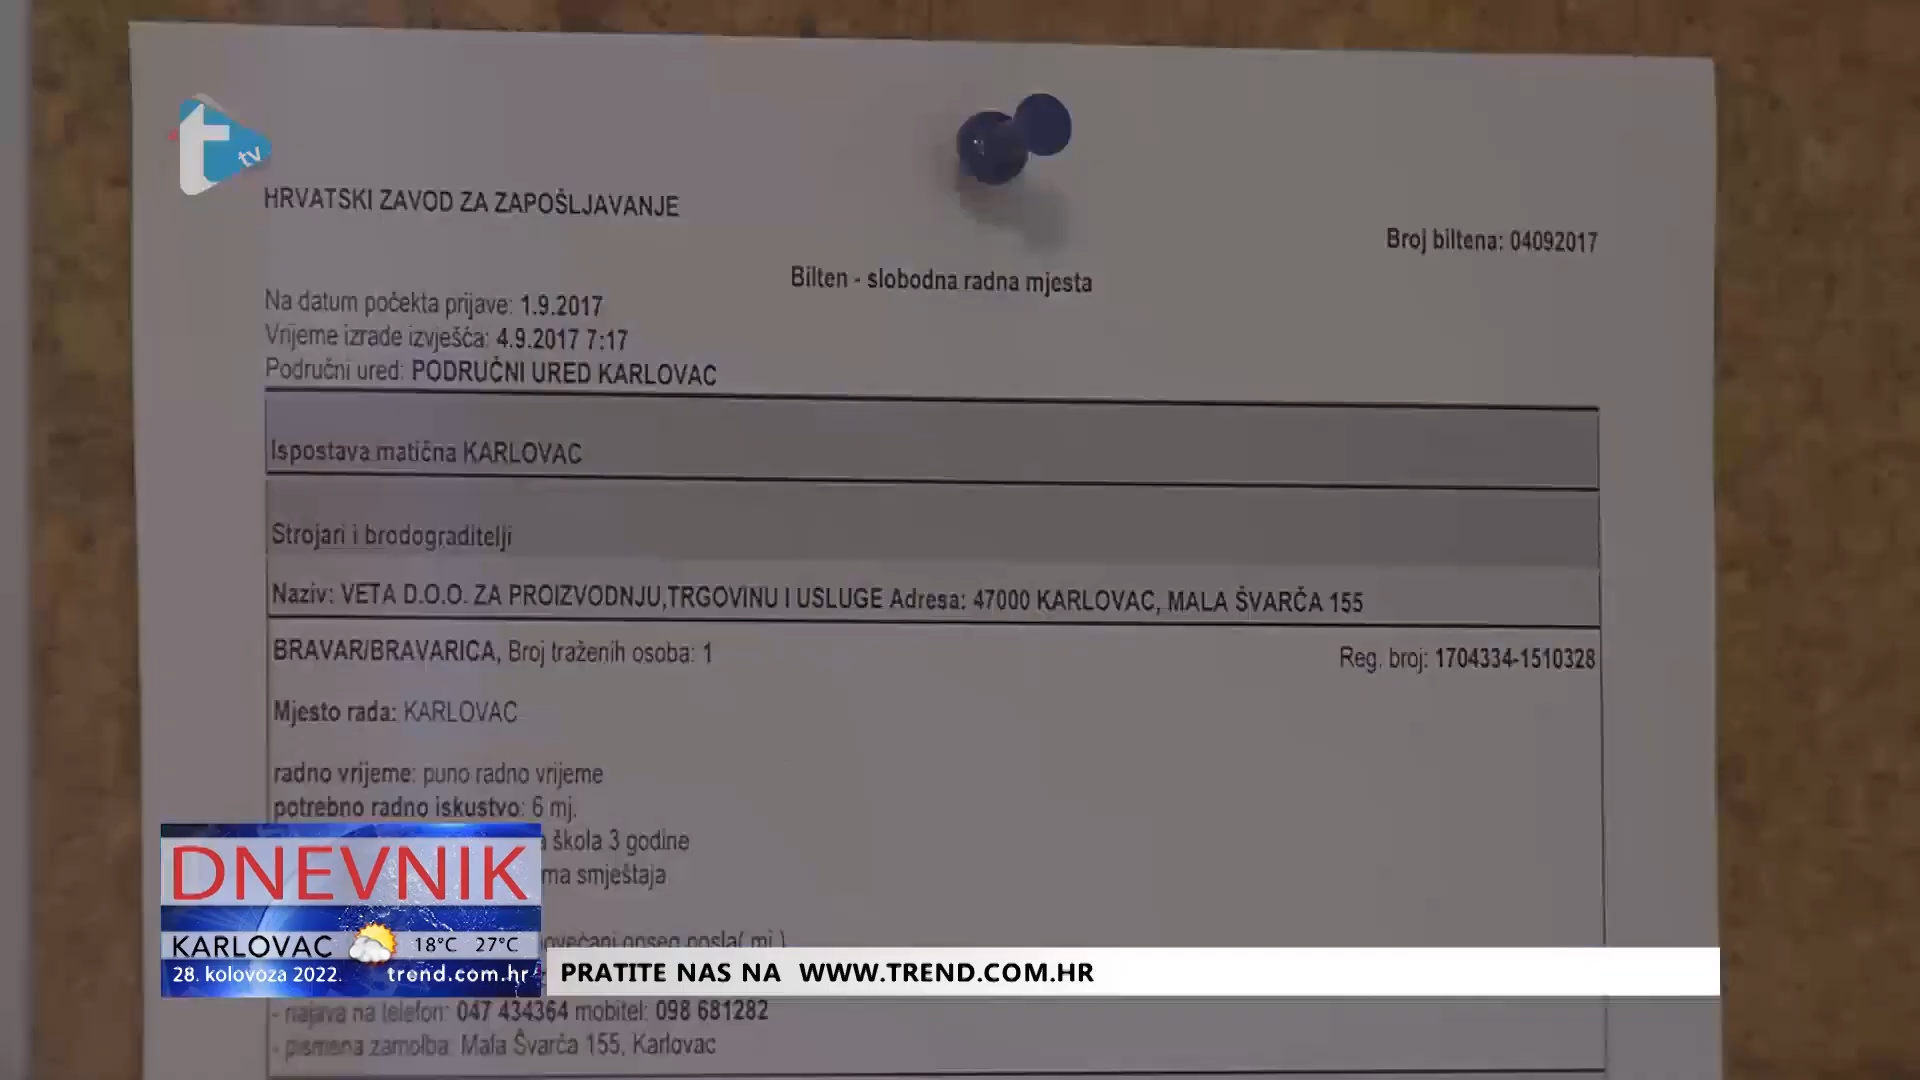 t tv
HRVATSKI ZAVOD ZA ZAPOŠLJAVANJE
Broj biltena: 04092017
Bilten - slobodna radna mjesta
Na datum počekta prijave: 1.9.2017
Vrijeme izrade izvješća: 4.9.2017 7:17
Područni ured: PODRUČNI URED KARLOVAC
Ispostava matična KARLOVAC
Strojari i brodograditelji
Naziv: VETA D.O.O. ZA PROIZVODNJU,TRGOVINU I USLUGE Adresa: 47000 KARLOVAC, MALA ŠVARČA 155
BRAVAR/BRAVARICA, Broj traženih osoba: 1
Reg. broj: 1704334-1510328
Mjesto rada: KARLOVAC
radno vrijeme: puno radno vrijeme
potrebno radno iskustvo: 6 mj.
škola 3 godine
smještaja
opseg posla( mj.)
- najava na telefon: 047 434364 mobitel: 098 681282
- pismena zamolba: Mala Švarča 155, Karlovac
DNEVNIK
KARLOVAC 18°C 27°C
28. kolovoza 2022. trend.com.hr
PRATITE NAS NA WWW.TREND.COM.HR